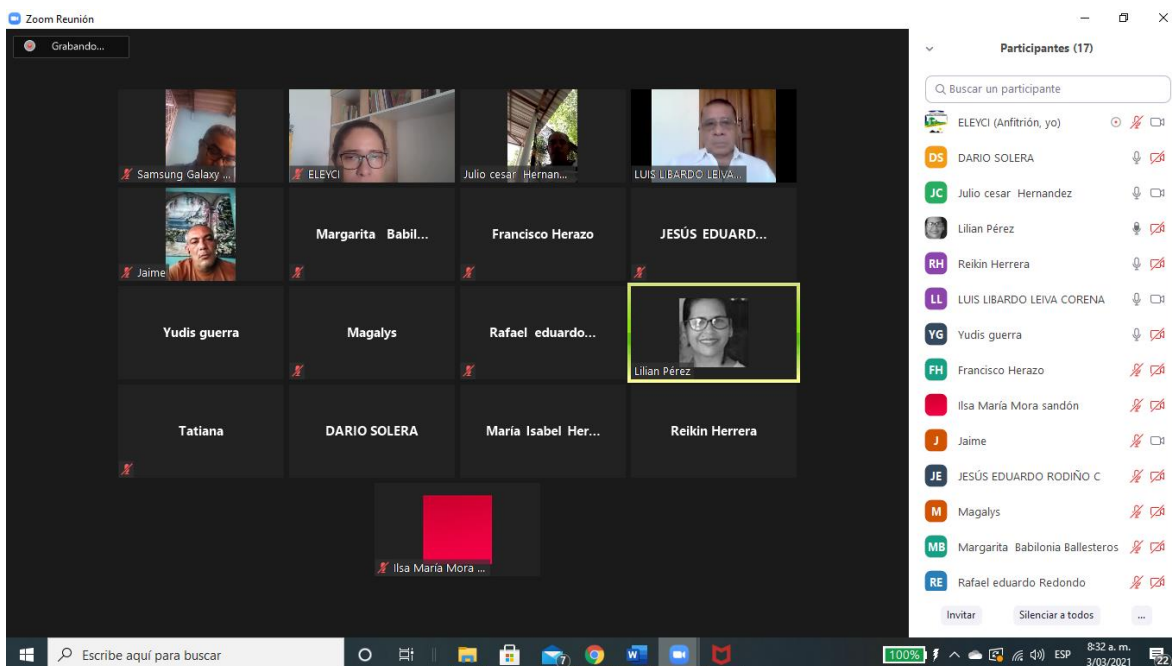 Zoom Reunión
Grabando...
Samsung Galaxy ...
ELEYCI
Julio cesar Hernan...
LUIS LIBARDO LEIVA...
Jaime
Margarita Babil...
Francisco Herazo
JESÚS EDUARD...
Yudis guerra
Magalys
Rafael eduardo...
Lilian Pérez
Tatiana
DARIO SOLERA
María Isabel Her...
Reikin Herrera
Ilsa María Mora ...
Participantes (17)
Buscar un participante
ELEYCI (Anfitrión, yo)
DS DARIO SOLERA
JC Julio cesar Hernandez
Lilian Pérez
RH Reikin Herrera
LL LUIS LIBARDO LEIVA CORENA
YG Yudis guerra
FH Francisco Herazo
Ilsa María Mora sandón
J Jaime
JE JESÚS EDUARDO RODIÑO C
M Magalys
MB Margarita Babilonia Ballesteros
RE Rafael eduardo Redondo
Invitar
Silenciar a todos
...
Escribe aquí para buscar
7
100%
ESP
8:32 a. m.
3/03/2021
22